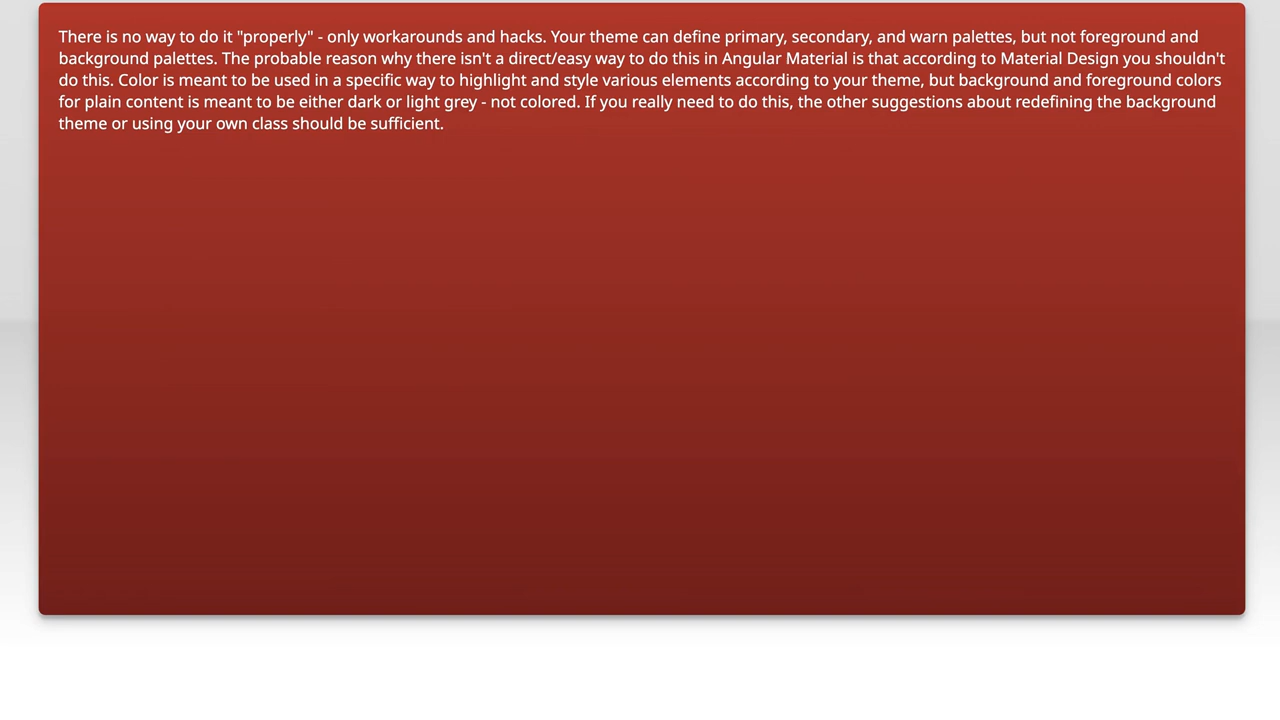 There is no way to do it "properly" - only workarounds and hacks. Your theme can define primary, secondary, and warn palettes, but not foreground and
background palettes. The probable reason why there isn't a direct/easy way to do this in Angular Material is that according to Material Design you shouldn't
do this. Color is meant to be used in a specific way to highlight and style various elements according to your theme, but background and foreground colors
for plain content is meant to be either dark or light grey - not colored. If you really need to do this, the other suggestions about redefining the background
theme or using your own class should be sufficient.